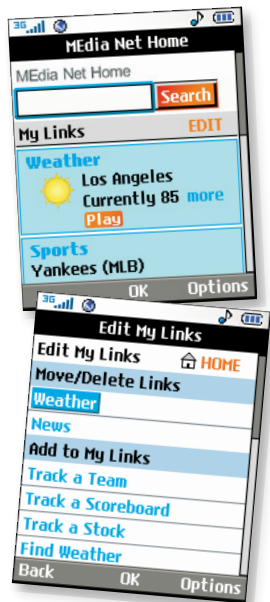 3G
MEdia Net Home
MEdia Net Home
Search
My Links EDIT
Weather
Los Angeles
Currently 85 more
Play
Sports
Yankees (MLB)
OK Options
3G
Edit My Links
Edit My Links HOME
Move/Delete Links
Weather
News
Add to My Links
Track a Team
Track a Scoreboard
Track a Stock
Find Weather
Back OK Options